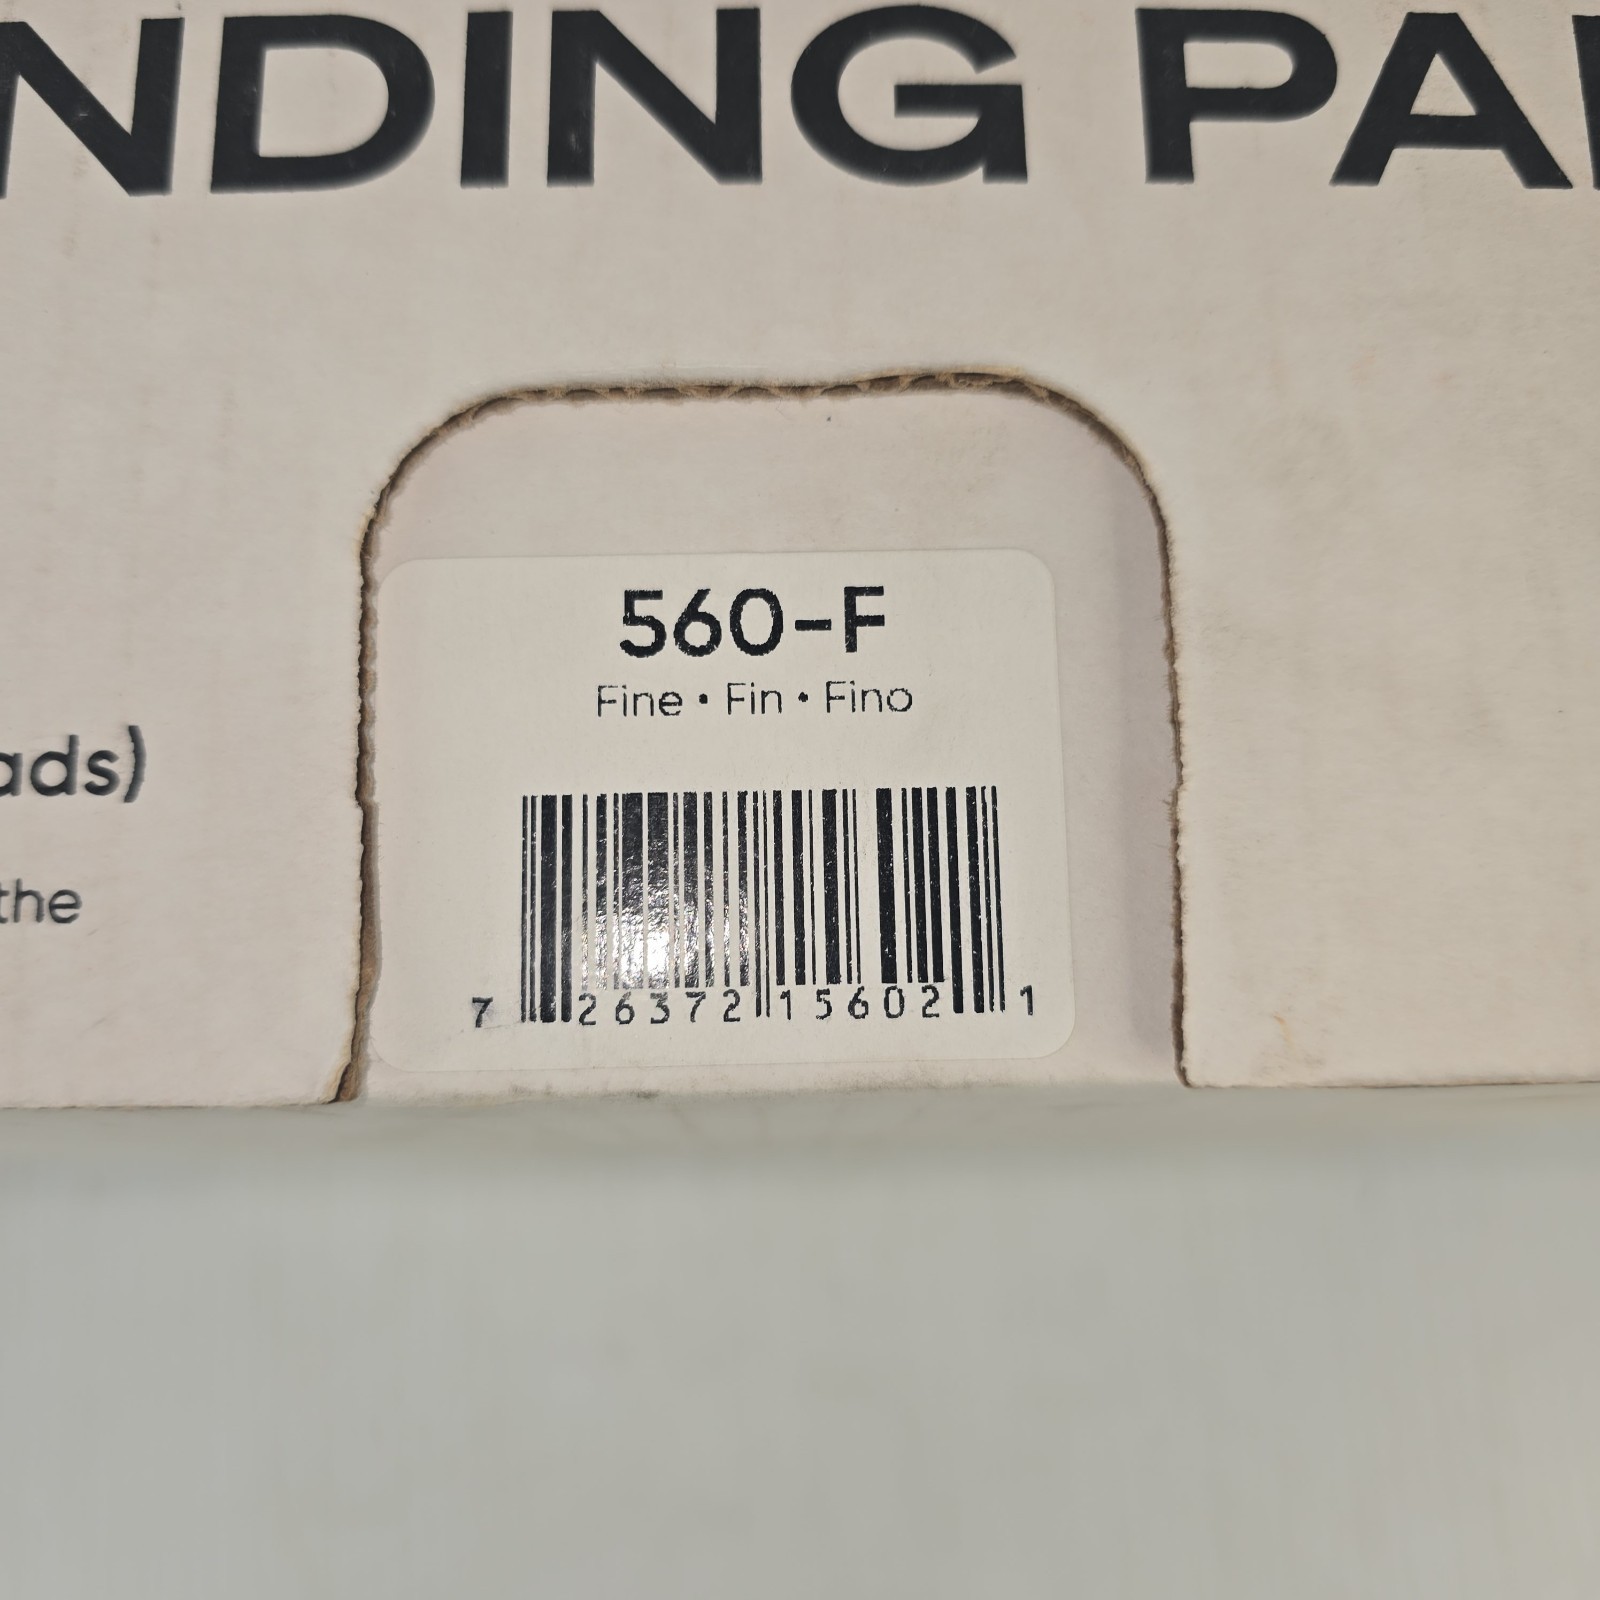 NDING PA
560-F
Fine • Fin • Fino
ads)
the
7 26372 15602 1